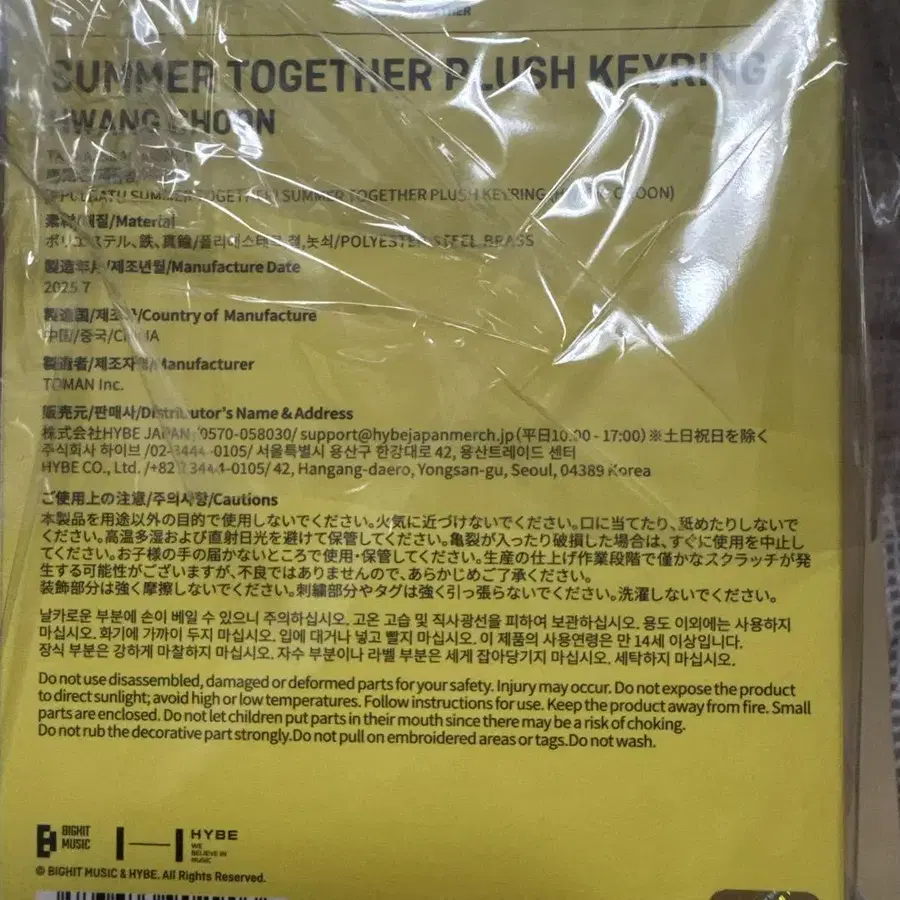 SUMMER TOGETHER PLUSH KEYRING
HWANG CHOON
SUMMER TOGETHER PLUSH KEYRING
素材/재질/Material
ポリエステル、鉄、真鍮/폴리에스테르,철,놋쇠/POLYESTER, STEEL, BRASS
製造年月/제조년월/Manufacture Date
2025.7
製造国/제조국/Country of Manufacture
中国/중국/CHINA
製造者/제조자명/Manufacturer
TOMAN Inc.
販売元/판매사/Distributor's Name & Address
株式会社HYBE JAPAN /0570-058030/ support@hybejapanmerch.jp (平日10:00 - 17:00) ※土日祝日を除く
주식회사 하이브 /02-3444-0105/ 서울특별시 용산구 한강대로 42, 용산트레이드 센터
HYBE CO., Ltd. /+82 3444-0105/ 42, Hangang-daero, Yongsan-gu, Seoul, 04389 Korea
ご使用上の注意/주의사항/Cautions
本製品を用途以外の目的で使用しないでください。火気に近づけないでください。口に当てたり、舐めたりしないで
ください。高温多湿および直射日光を避けて保管してください。亀裂が入ったり破損した場合は、すぐに使用を中止し
てください。お子様の手の届かないところで使用・保管してください。生産の仕上げ作業段階で僅かなスクラッチが発
生する可能性がございますが、不良ではありませんので、あらかじめご了承ください。
装飾部分は強く摩擦しないでください。刺繍部分やタグは強く引っ張らないでください。洗濯しないでください。
날카로운 부분에 손이 베일 수 있으니 주의하십시오. 고온 고습 및 직사광선을 피하여 보관하십시오. 용도 이외에는 사용하지
마십시오. 화기에 가까이 두지 마십시오. 입에 대거나 넣고 빨지 마십시오. 이 제품의 사용연령은 만 14세 이상입니다.
장식 부분은 강하게 마찰하지 마십시오. 자수 부분이나 라벨 부분은 세게 잡아당기지 마십시오. 세탁하지 마십시오.
Do not use disassembled, damaged or deformed parts for your safety. Injury may occur. Do not expose the product
to direct sunlight; avoid high or low temperatures. Follow instructions for use. Keep the product away from fire. Small
parts are enclosed. Do not let children put parts in their mouth since there may be a risk of choking.
Do not rub the decorative part strongly.Do not pull on embroidered areas or tags.Do not wash.
BIGHIT MUSIC
HYBE
WE BELIEVE IN MUSIC
© BIGHIT MUSIC & HYBE. All Rights Reserved.